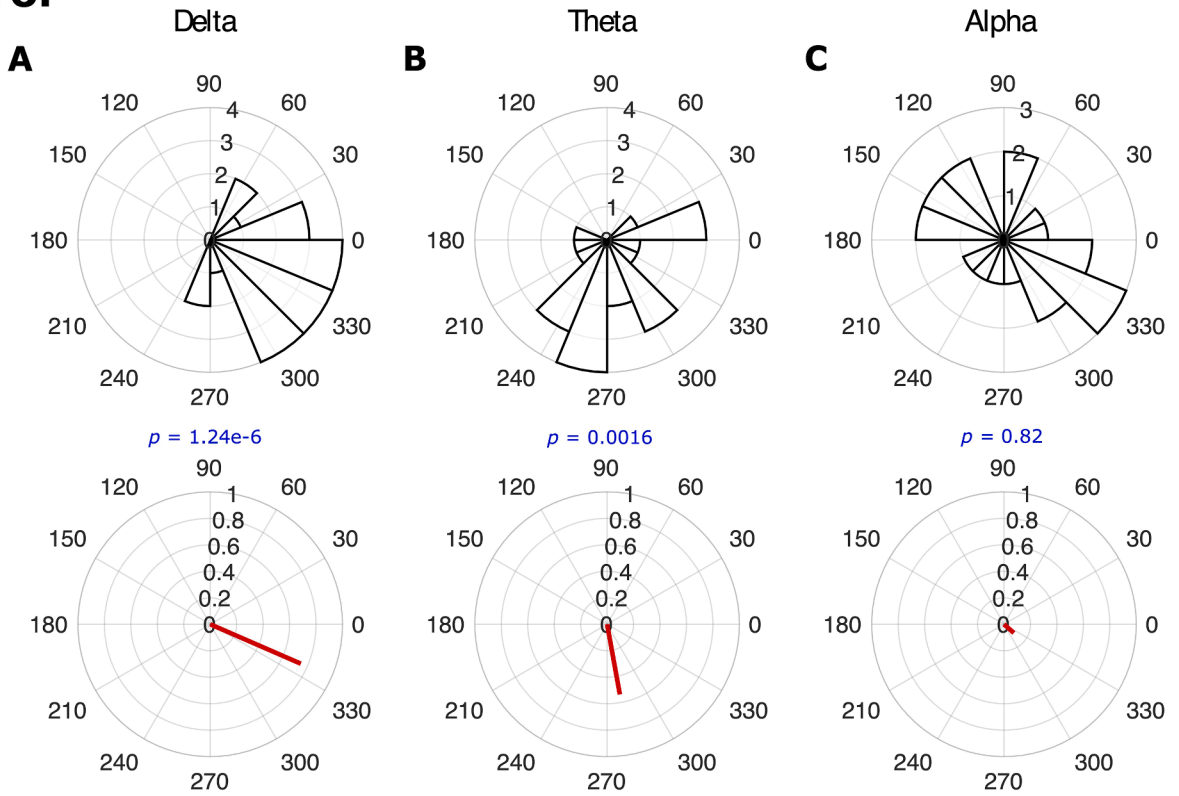 Delta Theta Alpha
A B C
90 90 90
120 4 60 120 4 60 120 3 60
150 3 30 150 3 30 150 2 30
2 2 1
1 1
180 0 0 180 0 0 180 0 0
210 330 210 330 210 330
240 300 240 300 240 300
270 270 270
p = 1.24e-6 p = 0.0016 p = 0.82
90 90 90
120 1 60 120 1 60 120 1 60
0.8 0.8 0.8
150 0.6 30 150 0.6 30 150 0.6 30
0.4 0.4 0.4
0.2 0.2 0.2
180 0 0 180 0 0 180 0 0
210 330 210 330 210 330
240 300 240 300 240 300
270 270 270